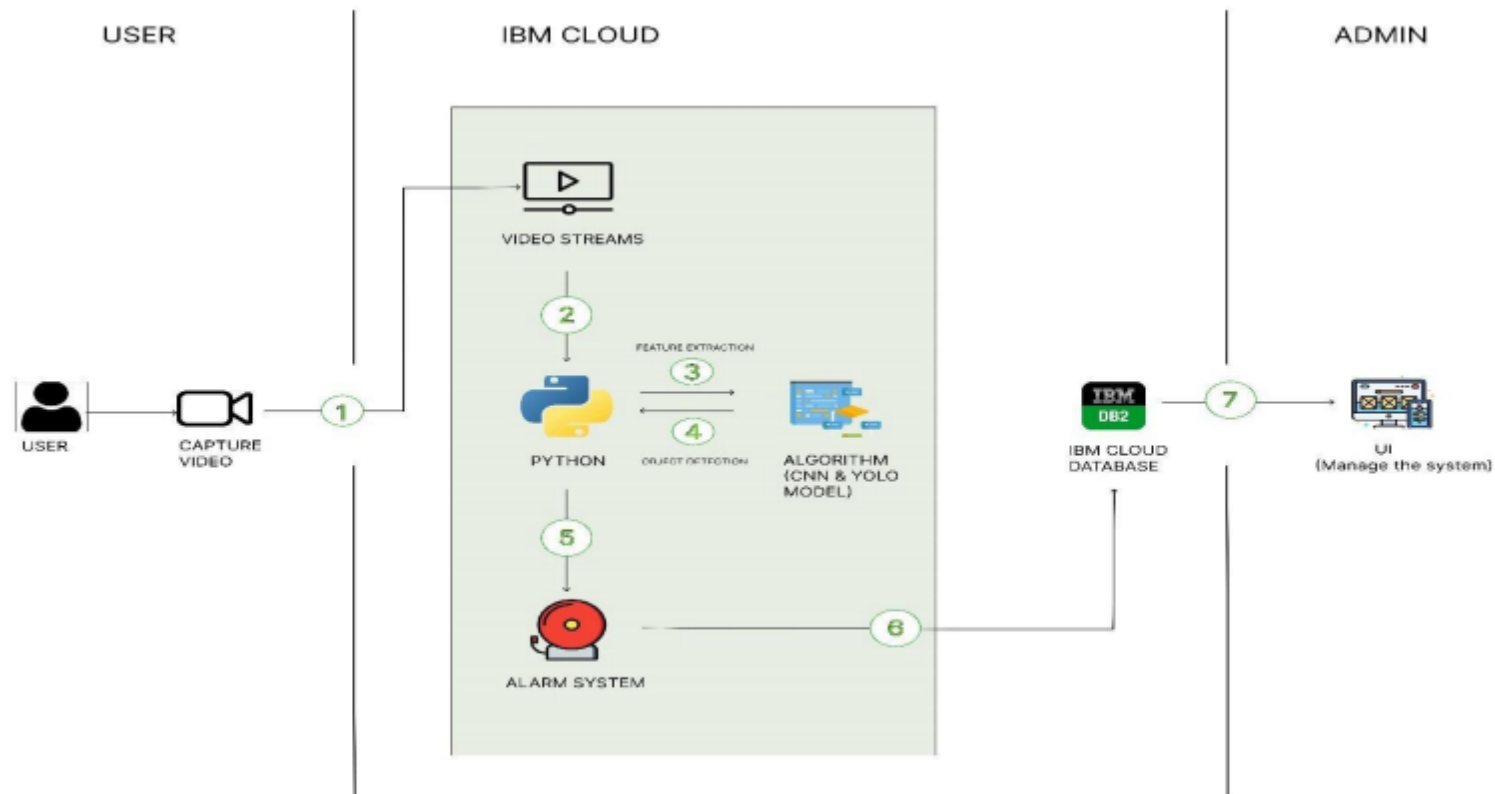 USER
IBM CLOUD
ADMIN
VIDEO STREAMS
2
FEATURE EXTRACTION
3
1
4
USER
CAPTURE
VIDEO
PYTHON
OBJECT DETECTION
ALGORITHM
(CNN & YOLO
MODEL)
IBM
DB2
IBM CLOUD
DATABASE
7
UI
(Manage the system)
5
6
ALARM SYSTEM